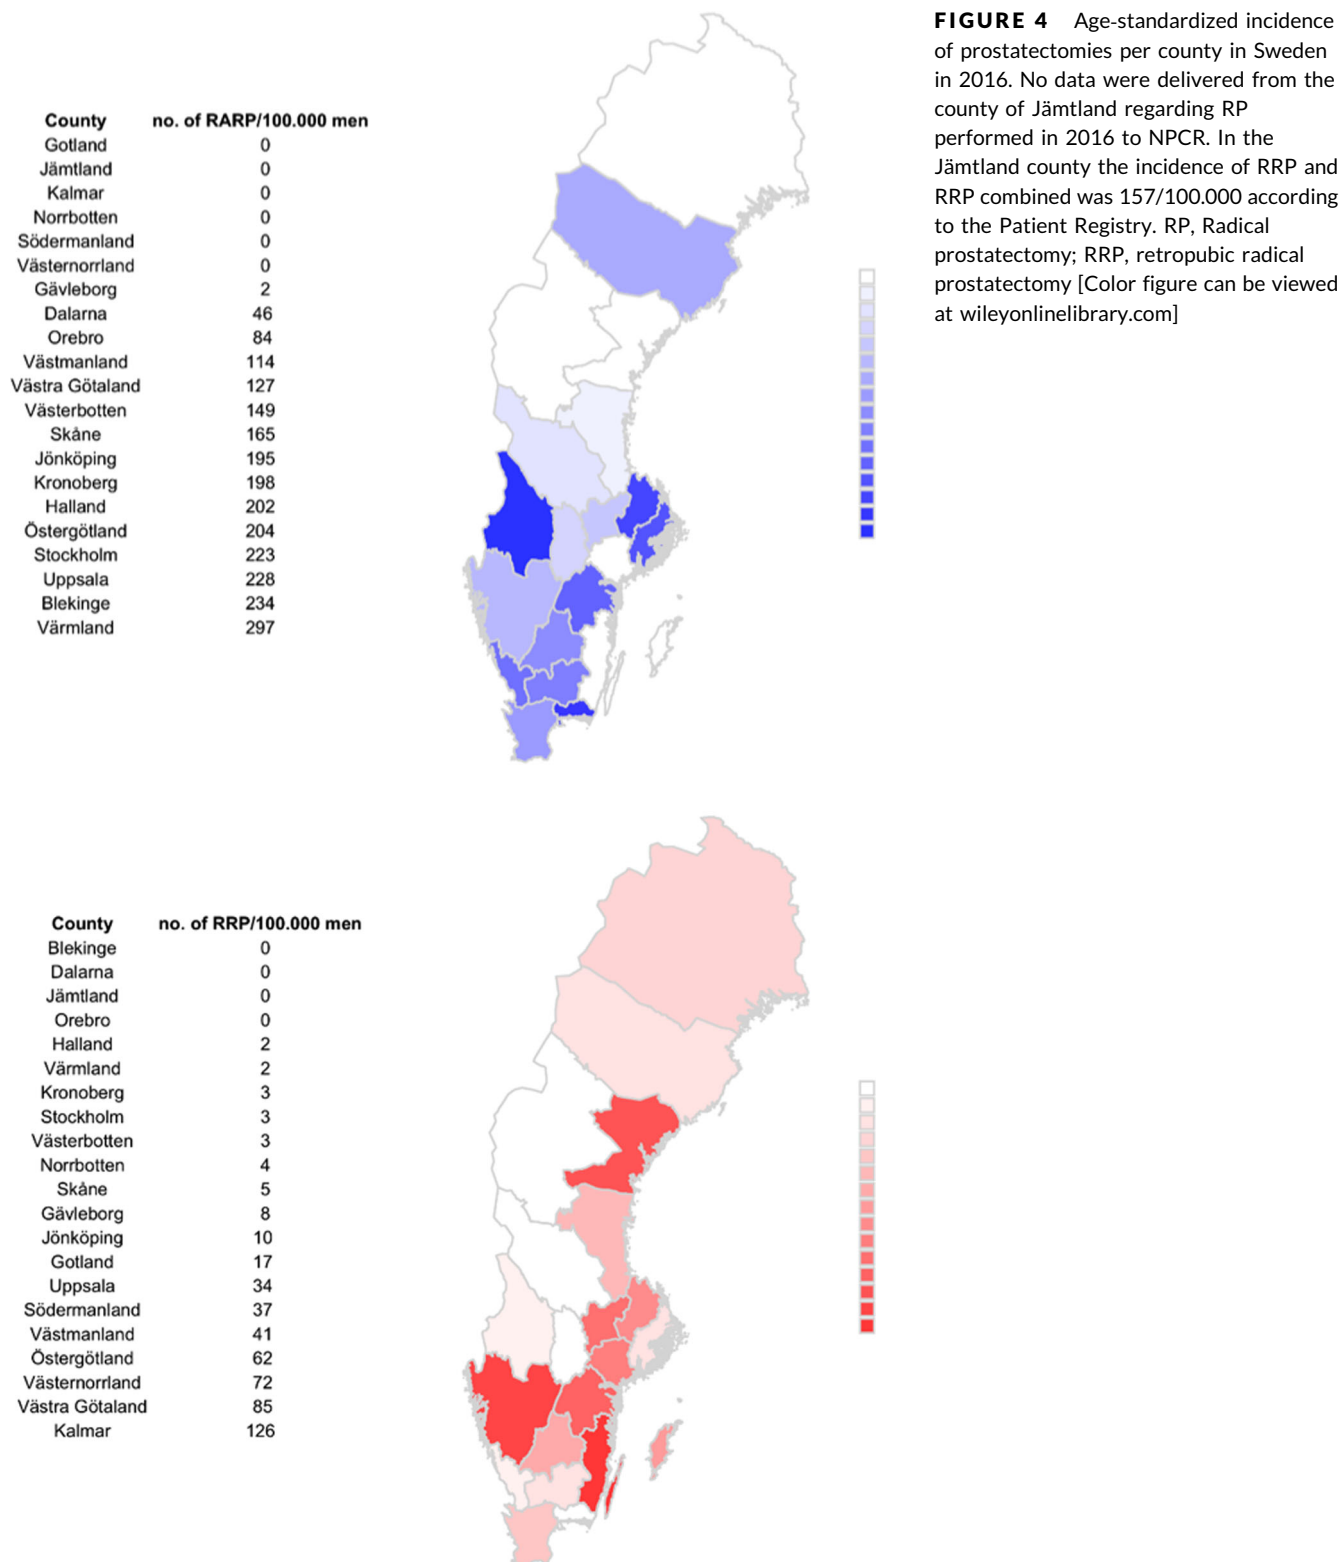 FIGURE 4 Age-standardized incidence
of prostatectomies per county in Sweden
in 2016. No data were delivered from the
county of Jämtland regarding RP
performed in 2016 to NPCR. In the
Jämtland county the incidence of RRP and
RRP combined was 157/100.000 according
to the Patient Registry. RP, Radical
prostatectomy; RRP, retropubic radical
prostatectomy [Color figure can be viewed
at wileyonlinelibrary.com]
County no. of RARP/100.000 men
Gotland 0
Jämtland 0
Kalmar 0
Norrbotten 0
Södermanland 0
Västernorrland 0
Gävleborg 2
Dalarna 46
Orebro 84
Västmanland 114
Västra Götaland 127
Västerbotten 149
Skåne 165
Jönköping 195
Kronoberg 198
Halland 202
Östergötland 204
Stockholm 223
Uppsala 228
Blekinge 234
Värmland 297
County no. of RRP/100.000 men
Blekinge 0
Dalarna 0
Jämtland 0
Orebro 0
Halland 2
Värmland 2
Kronoberg 3
Stockholm 3
Västerbotten 3
Norrbotten 4
Skåne 5
Gävleborg 8
Jönköping 10
Gotland 17
Uppsala 34
Södermanland 37
Västmanland 41
Östergötland 62
Västernorrland 72
Västra Götaland 85
Kalmar 126